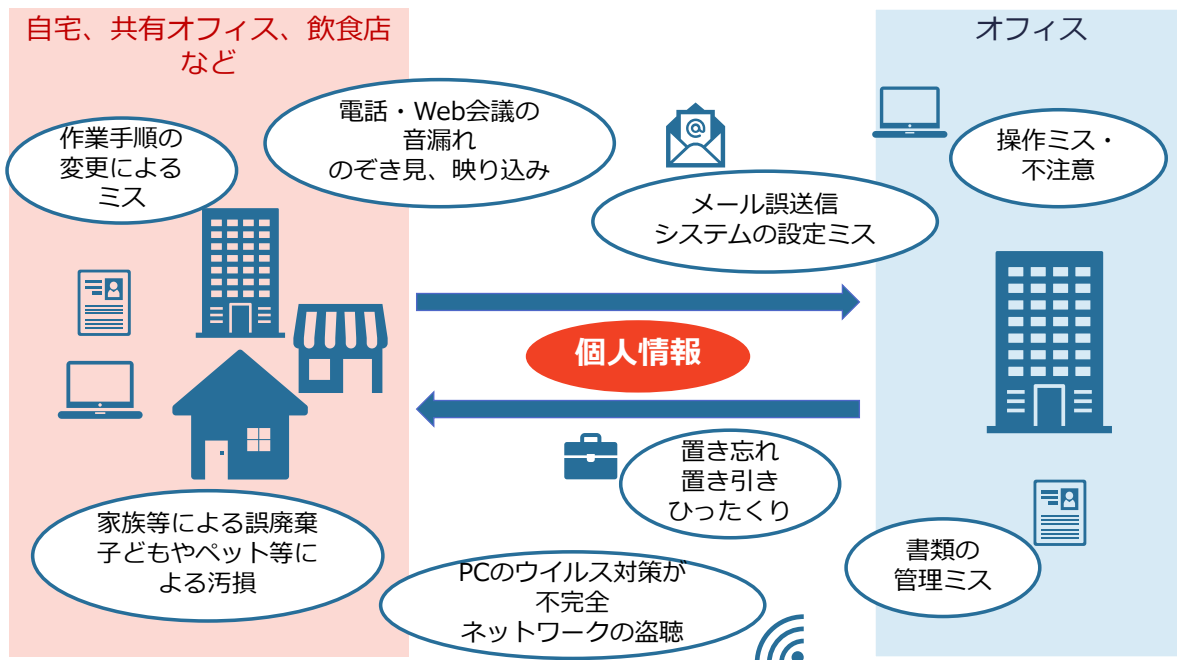 自宅、共有オフィス、飲食店
など
オフィス
電話・Web会議の
音漏れ
のぞき見、映り込み
作業手順の
変更による
ミス
@
操作ミス・
不注意
メール誤送信
システムの設定ミス
個人情報
置き忘れ
置き引き
ひったくり
家族等による誤廃棄
子どもやペット等に
よる汚損
書類の
管理ミス
PCのウイルス対策が
不完全
ネットワークの盗聴